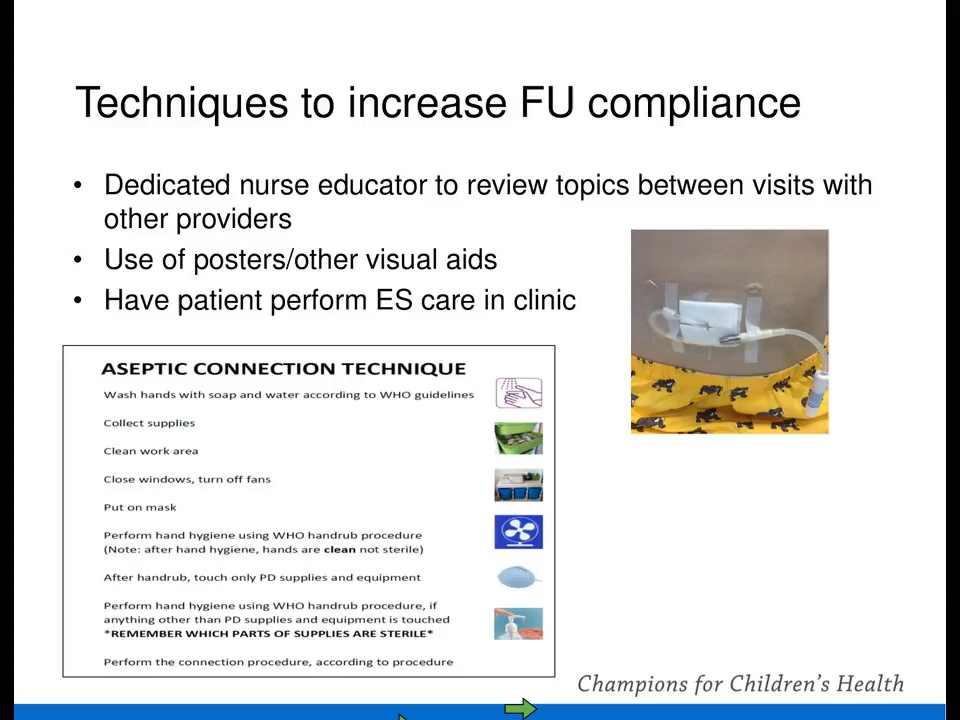 Techniques to increase FU compliance
• Dedicated nurse educator to review topics between visits with
other providers
• Use of posters/other visual aids
• Have patient perform ES care in clinic
ASEPTIC CONNECTION TECHNIQUE
Wash hands with soap and water according to WHO guidelines
Collect supplies
Clean work area
Close windows, turn off fans
Put on mask
Perform hand hygiene using WHO handrub procedure
(Note: after hand hygiene, hands are clean not sterile)
After handrub, touch only PD supplies and equipment
Perform hand hygiene using WHO handrub procedure, if
anything other than PD supplies and equipment is touched
*REMEMBER WHICH PARTS OF SUPPLIES ARE STERILE*
Perform the connection procedure, according to procedure
Champions for Children's Health